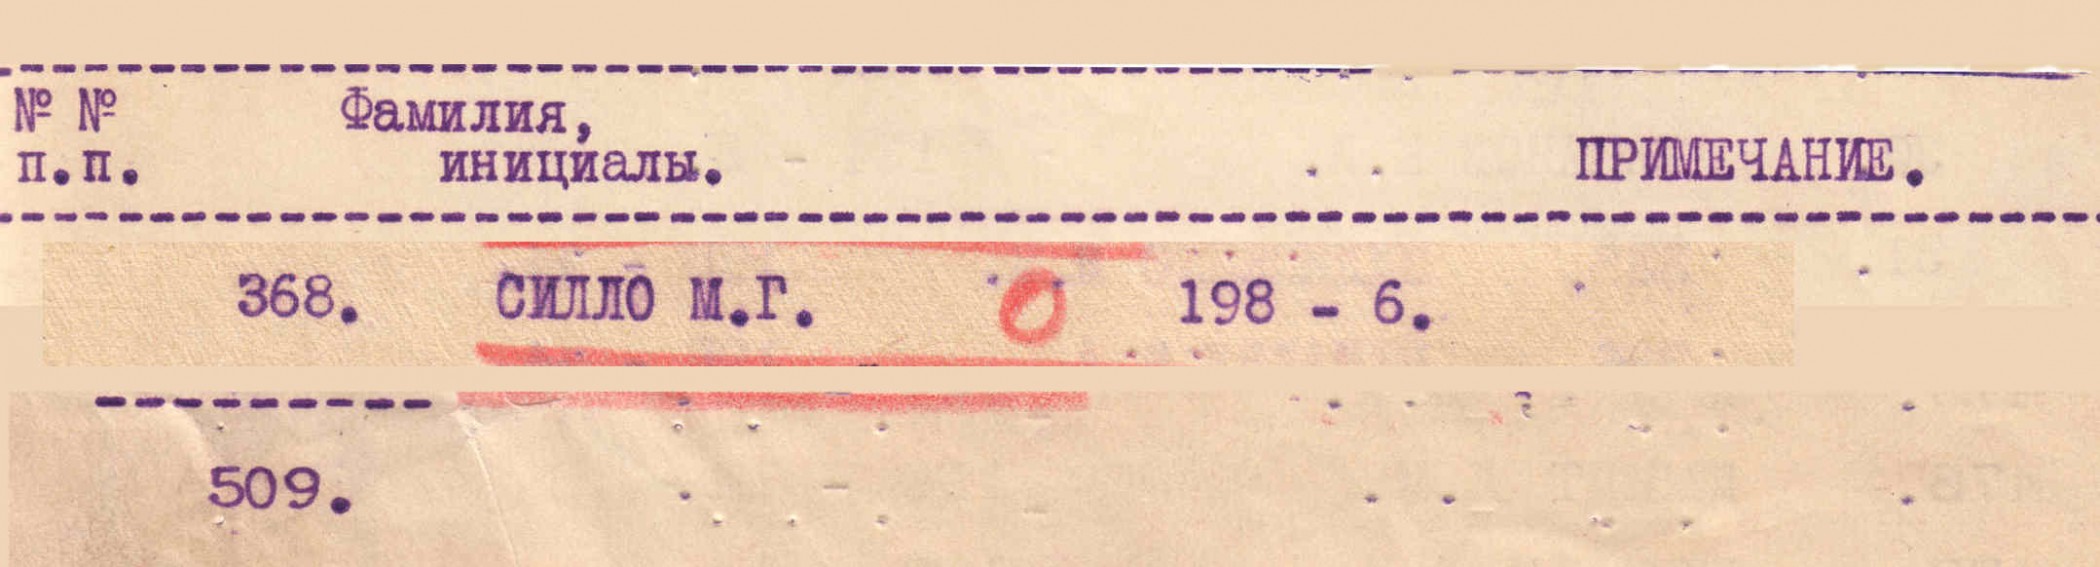 № № Фамилия,
п.п. инициалы. ПРИМЕЧАНИЕ.
368. СИЛЛО М.Г. О 198 - 6.
509.